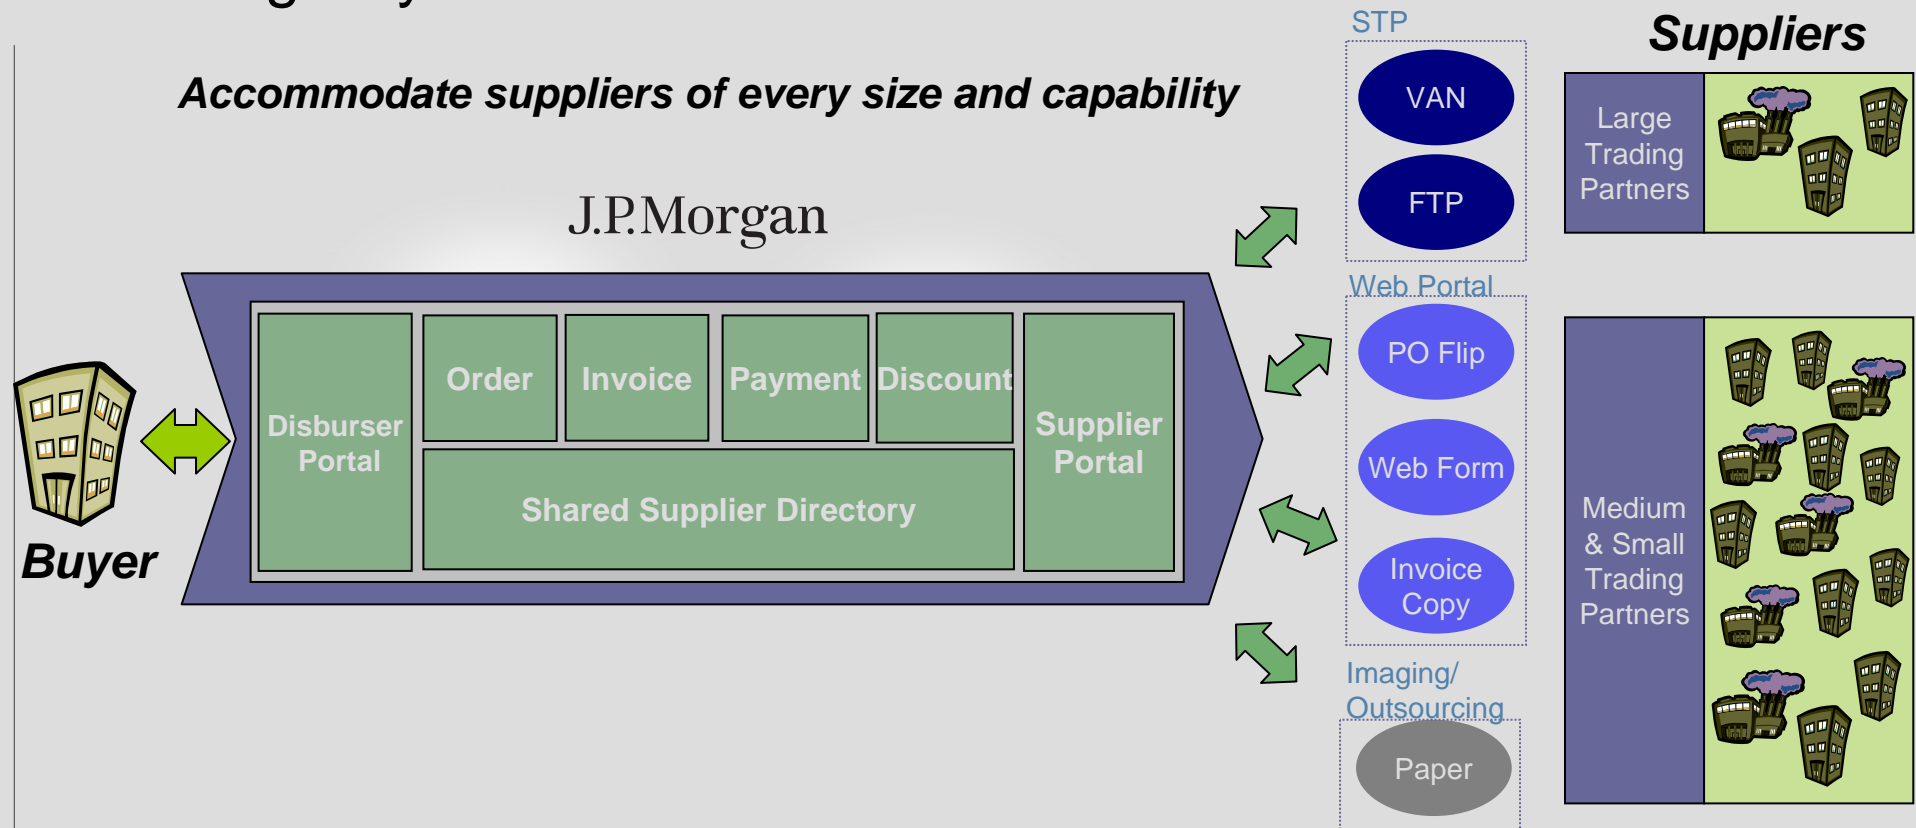 Accommodate suppliers of every size and capability
J.P.Morgan
Buyer
Disburser
Portal
Order
Invoice
Payment
Discount
Shared Supplier Directory
Supplier
Portal
STP
VAN
FTP
Web Portal
PO Flip
Web Form
Invoice
Copy
Imaging/
Outsourcing
Paper
Suppliers
Large
Trading
Partners
Medium
& Small
Trading
Partners